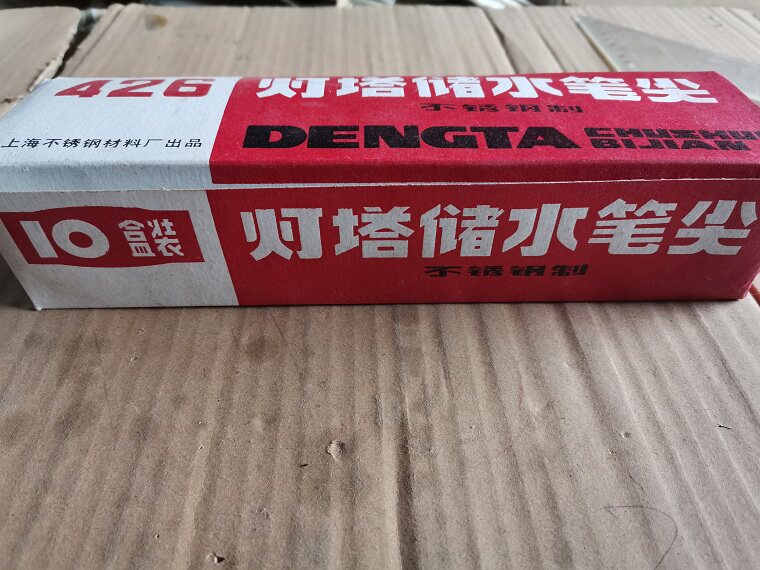 426
灯塔储水笔尖
不锈钢制
上海不锈钢材料厂出品
DENGTA CHUSHUI
BIJIAN
10 盒装
灯塔储水笔尖
不锈钢制